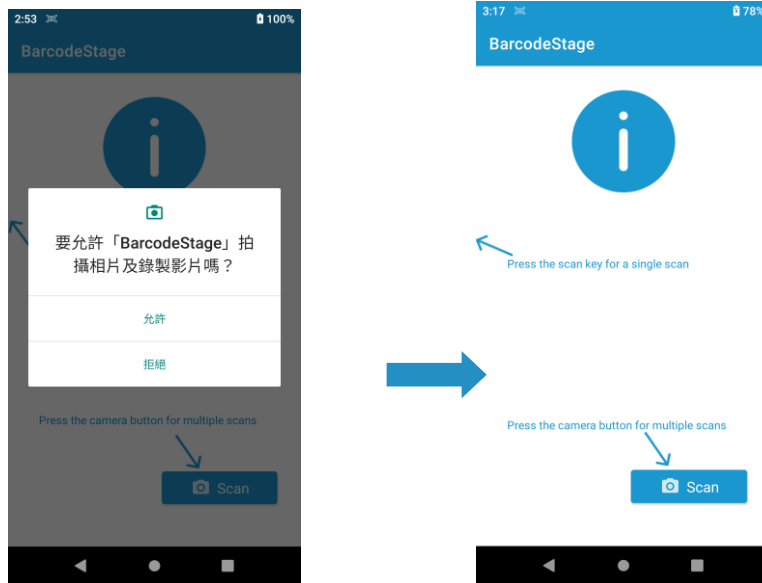 2:53
100%
BarcodeStage
要允許「BarcodeStage」拍
攝相片及錄製影片嗎？
允許
拒絕
Press the camera button for multiple scans
Scan
3:17
78%
BarcodeStage
Press the scan key for a single scan
Press the camera button for multiple scans
Scan